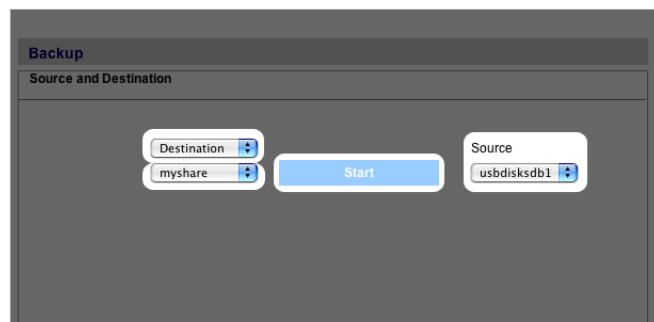 Backup
Source and Destination
Destination
myshare
Start
Source
usbdisksdb1